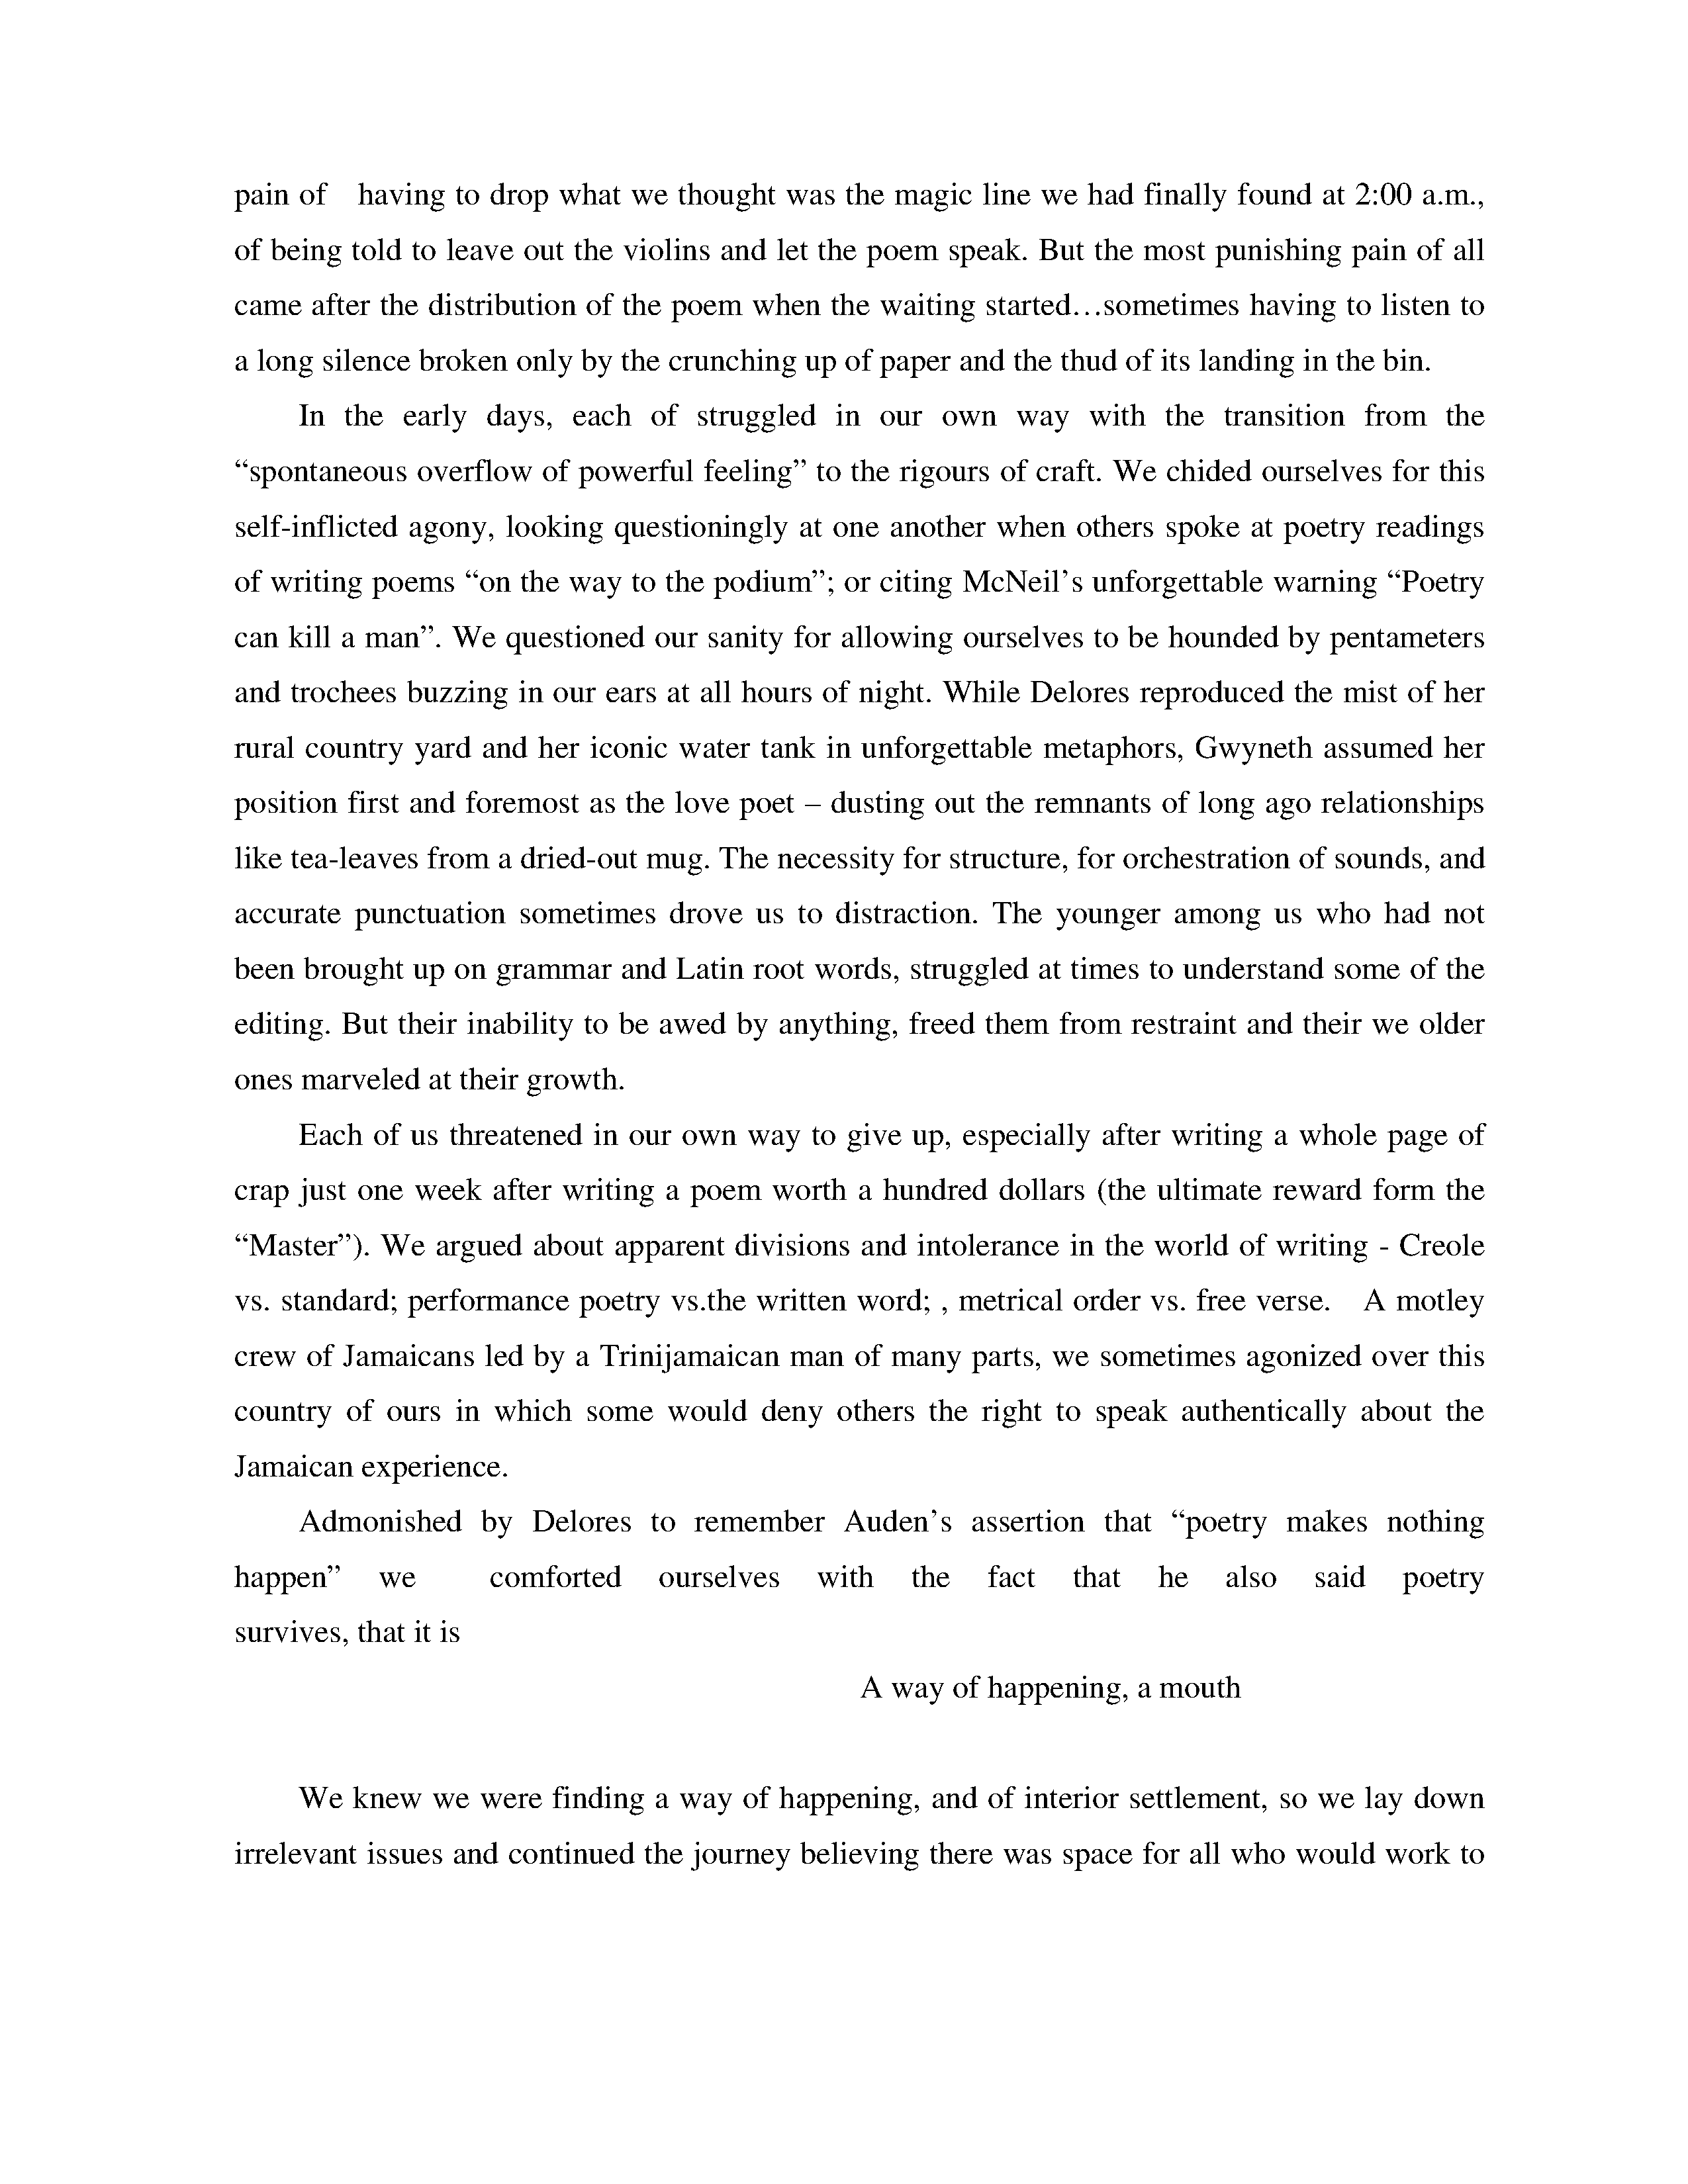 pain of having to drop what we thought was the magic line we had finally found at 2:00 a.m.,
of being told to leave out the violins and let the poem speak. But the most punishing pain of all
came after the distribution of the poem when the waiting started…sometimes having to listen to
a long silence broken only by the crunching up of paper and the thud of its landing in the bin.
In the early days, each of struggled in our own way with the transition from the
“spontaneous overflow of powerful feeling” to the rigours of craft. We chided ourselves for this
self-inflicted agony, looking questioningly at one another when others spoke at poetry readings
of writing poems “on the way to the podium”; or citing McNeil’s unforgettable warning “Poetry
can kill a man”. We questioned our sanity for allowing ourselves to be hounded by pentameters
and trochees buzzing in our ears at all hours of night. While Delores reproduced the mist of her
rural country yard and her iconic water tank in unforgettable metaphors, Gwyneth assumed her
position first and foremost as the love poet – dusting out the remnants of long ago relationships
like tea-leaves from a dried-out mug. The necessity for structure, for orchestration of sounds, and
accurate punctuation sometimes drove us to distraction. The younger among us who had not
been brought up on grammar and Latin root words, struggled at times to understand some of the
editing. But their inability to be awed by anything, freed them from restraint and their we older
ones marveled at their growth.
Each of us threatened in our own way to give up, especially after writing a whole page of
crap just one week after writing a poem worth a hundred dollars (the ultimate reward form the
“Master”). We argued about apparent divisions and intolerance in the world of writing - Creole
vs. standard; performance poetry vs.the written word; , metrical order vs. free verse. A motley
crew of Jamaicans led by a Trinijamaican man of many parts, we sometimes agonized over this
country of ours in which some would deny others the right to speak authentically about the
Jamaican experience.
Admonished by Delores to remember Auden’s assertion that “poetry makes nothing
happen” we comforted ourselves with the fact that he also said poetry
survives, that it is
A way of happening, a mouth
We knew we were finding a way of happening, and of interior settlement, so we lay down
irrelevant issues and continued the journey believing there was space for all who would work to